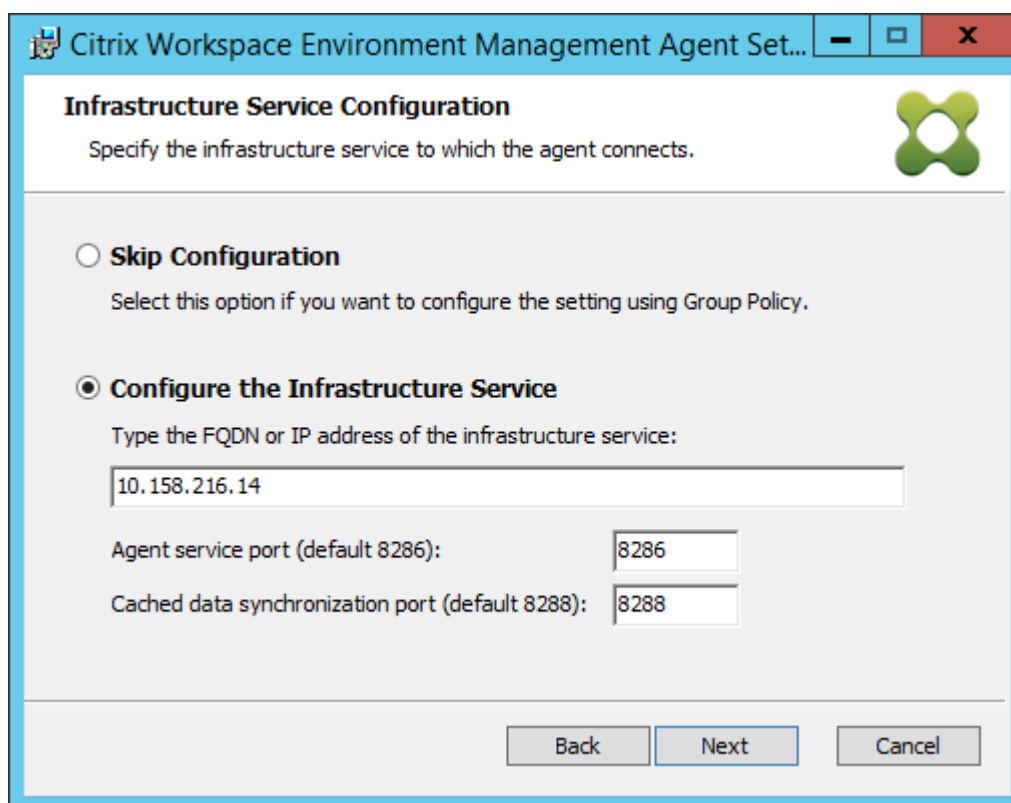 Citrix Workspace Environment Management Agent Set...
Infrastructure Service Configuration
Specify the infrastructure service to which the agent connects.
Skip Configuration
Select this option if you want to configure the setting using Group Policy.
Configure the Infrastructure Service
Type the FQDN or IP address of the infrastructure service:
10.158.216.14
Agent service port (default 8286): 8286
Cached data synchronization port (default 8288): 8288
Back Next Cancel